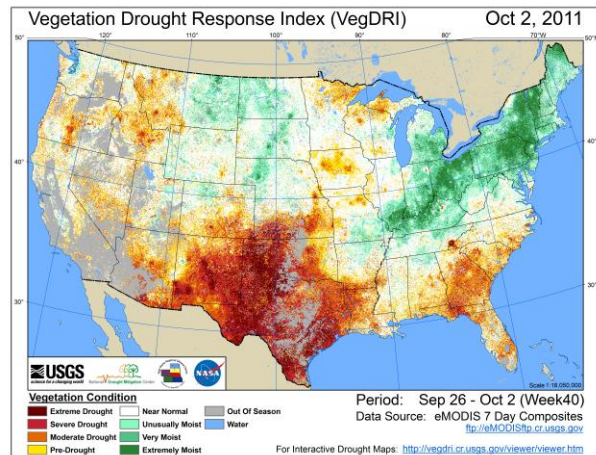 Vegetation Drought Response Index (VegDRI) Oct 2, 2011
120°W 110°W 100°W 90°W 80°W 70°W
40°N 40°N
30°N 30°N
USGS
science for a changing world
National Drought Mitigation Center
NASA
Scale 1:18,050,000
Vegetation Condition
Extreme Drought
Severe Drought
Moderate Drought
Pre-Drought
Near Normal
Unusually Moist
Very Moist
Extremely Moist
Out Of Season
Water
Period: Sep 26 - Oct 2 (Week40)
Data Source: eMODIS 7 Day Composites
ftp://eMODISftp.cr.usgs.gov
For Interactive Drought Maps: http://vegdri.cr.usgs.gov/viewer/viewer.htm